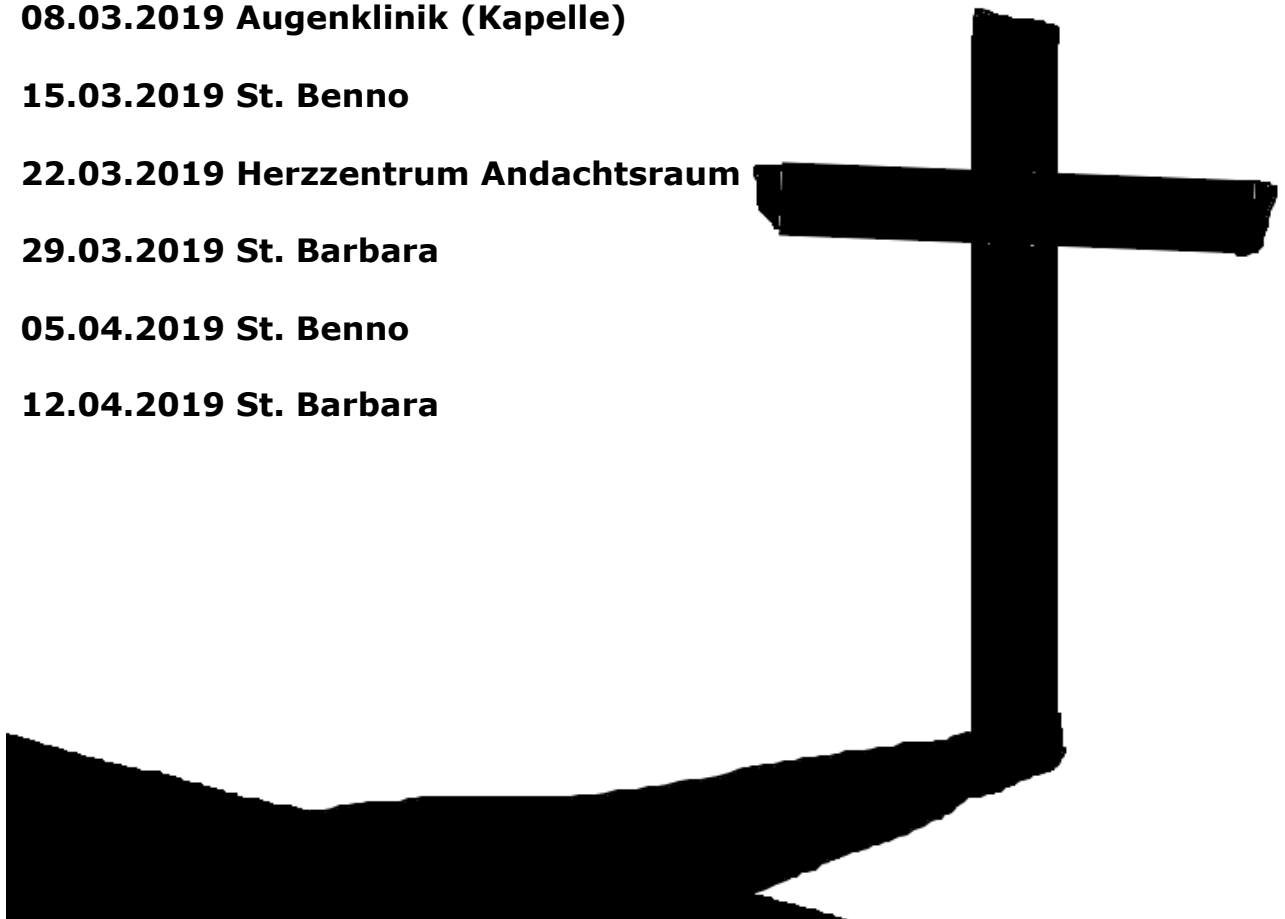 08.03.2019 Augenklinik (Kapelle)
15.03.2019 St. Benno
22.03.2019 Herzzentrum Andachtsraum
29.03.2019 St. Barbara
05.04.2019 St. Benno
12.04.2019 St. Barbara